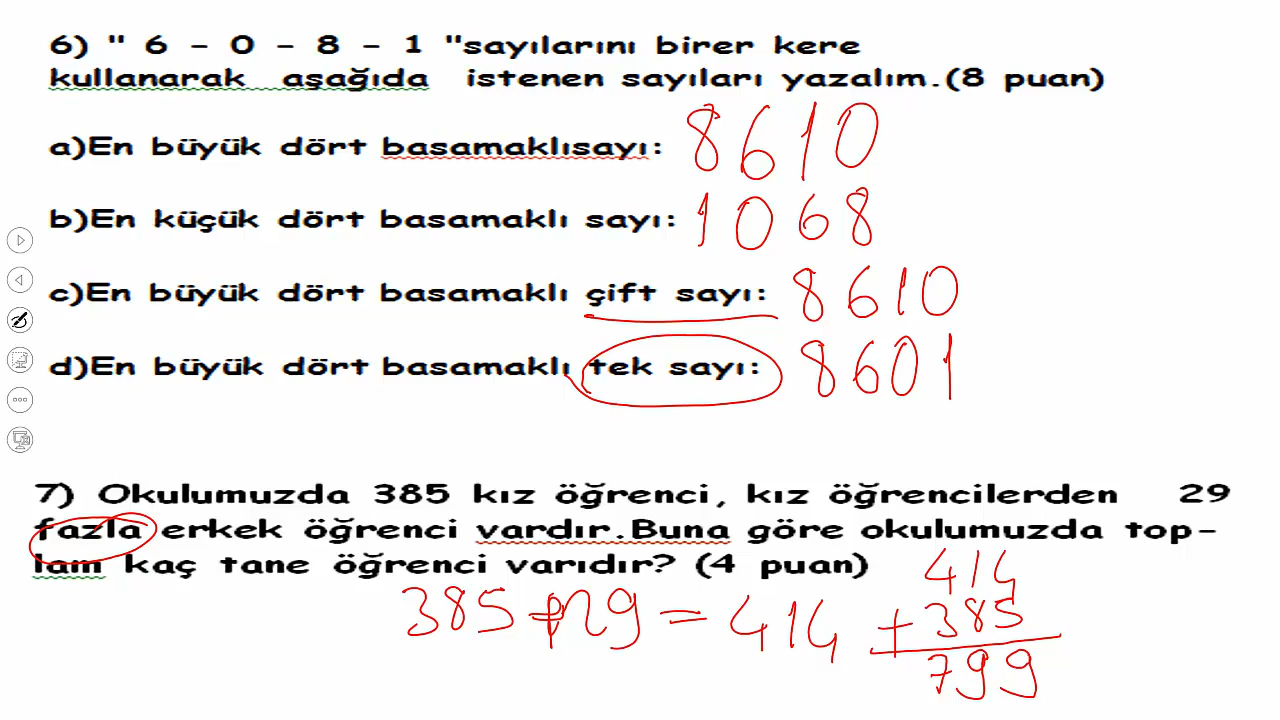 6) " 6 - 0 - 8 - 1 "sayılarını birer kere
kullanarak aşağıda istenen sayıları yazalım.(8 puan)
a)En büyük dört basamaklısayı: 8610
b)En küçük dört basamaklı sayı: 1068
c)En büyük dört basamaklı çift sayı: 8610
d)En büyük dört basamaklı tek sayı: 8601
7) Okulumuzda 385 kız öğrenci, kız öğrencilerden 29
fazla erkek öğrenci vardır.Buna göre okulumuzda top-
lam kaç tane öğrenci varıdır? (4 puan)
414
385 + 29 = 414 + 385
799